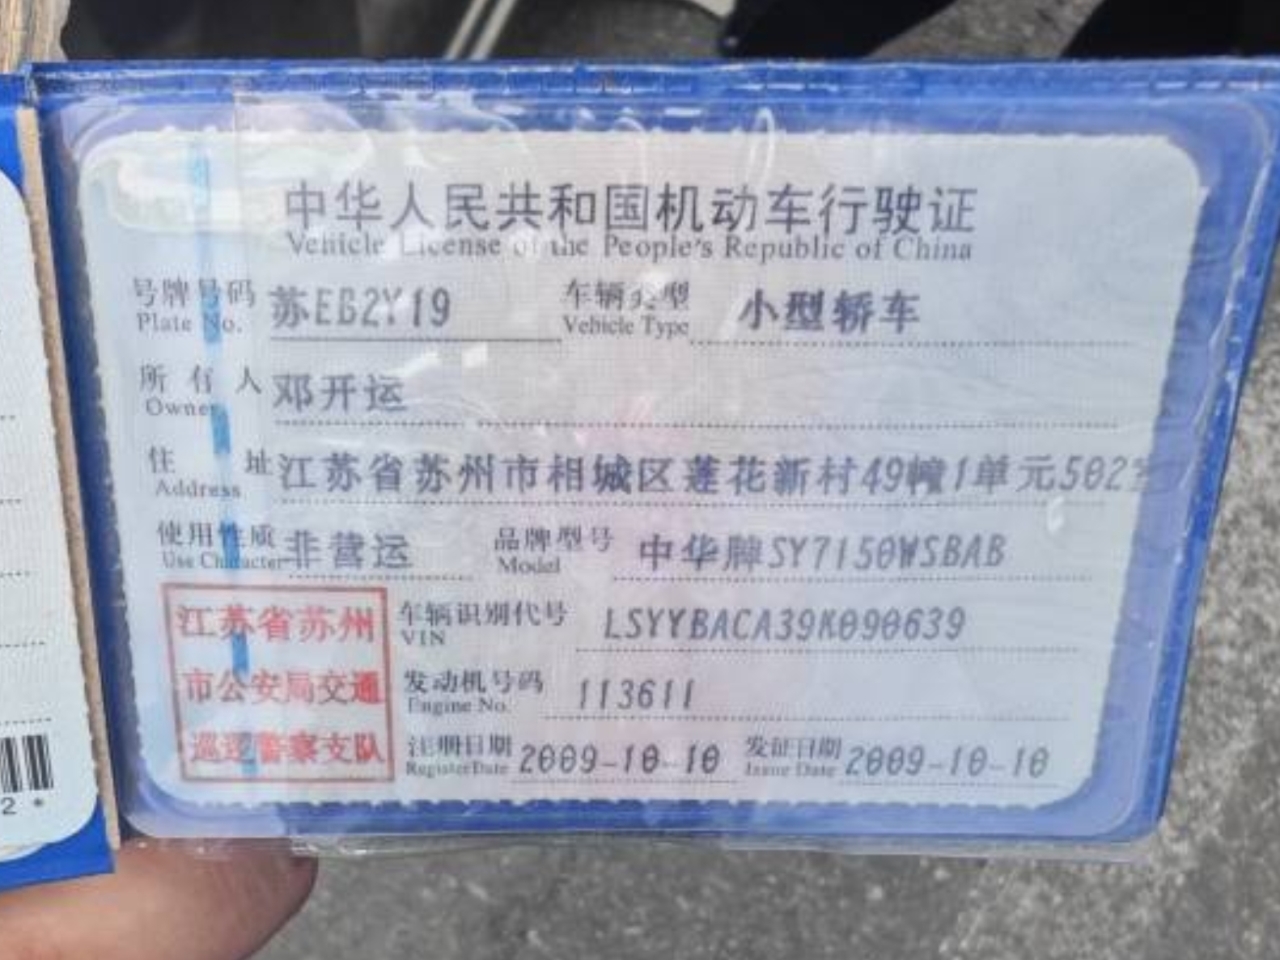 中华人民共和国机动车行驶证
Vehicle License of the People's Republic of China
号牌号码 苏EB2Y19 车辆类型 小型轿车
Plate No. Vehicle Type
所有人 邓开运
Owner
住址 江苏省苏州市相城区莲花新村49幢1单元502室
Address
使用性质 非营运 品牌型号 中华牌SY7150WSBAB
Use Character Model
江苏省苏州
市公安局交通
巡逻警察支队
车辆识别代号 LSYYBACA39K090639
VIN
发动机号码 113611
Engine No.
注册日期 2009-10-10 发证日期 2009-10-10
Register Date Issue Date
2*